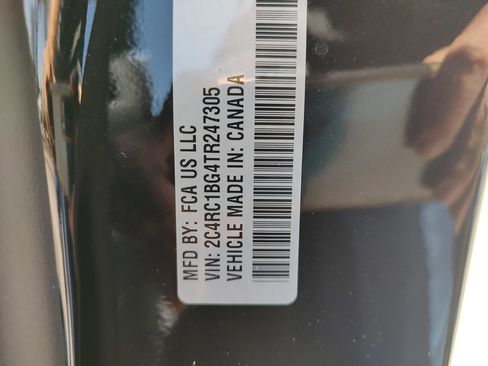 MFD BY: FCA US LLC
VIN: 2C4RC1BG4TR247305
VEHICLE MADE IN: CANADA